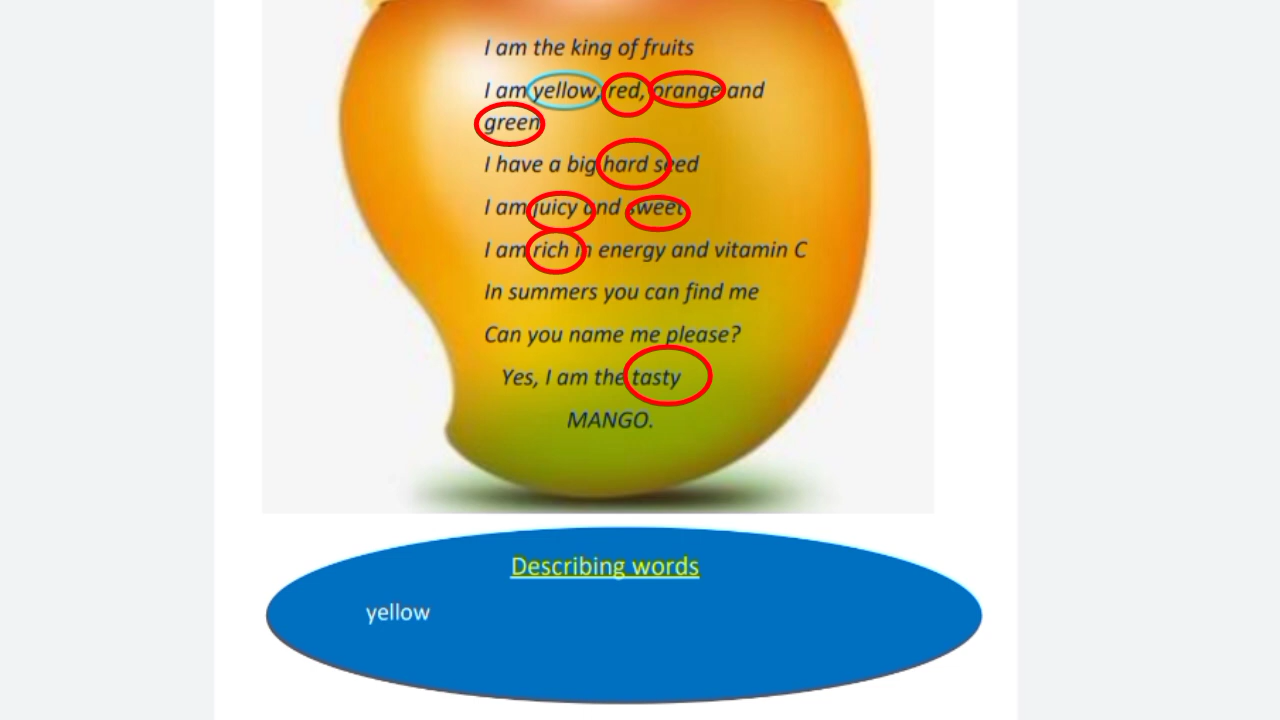 I am the king of fruits
I am yellow, red, orange and
green
I have a big hard seed
I am juicy and sweet
I am rich in energy and vitamin C
In summers you can find me
Can you name me please?
Yes, I am the tasty
MANGO.
Describing words
yellow